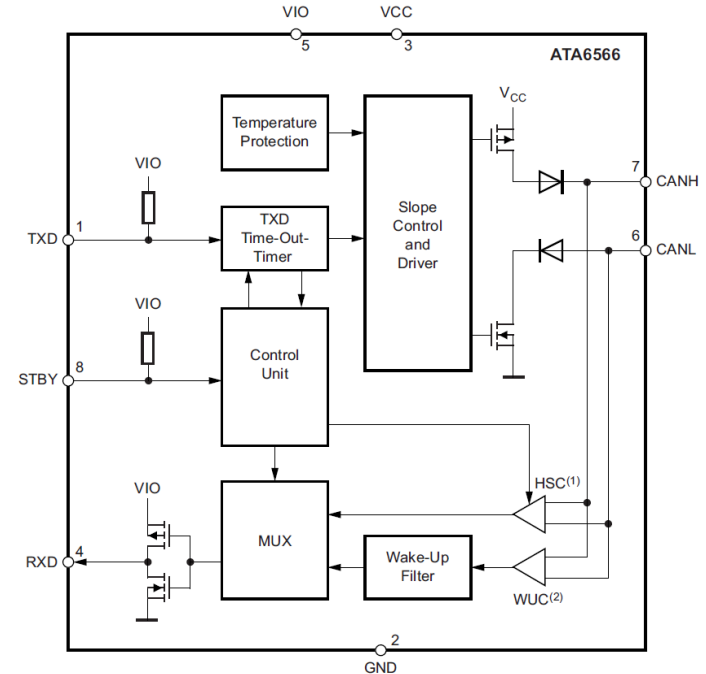 VIO
VCC
5
3
ATA6566
VCC
Temperature
Protection
VIO
7
CANH
TXD
1
TXD
Time-Out-
Timer
Slope
Control
and
Driver
6
CANL
VIO
STBY
8
Control
Unit
VIO
HSC(1)
MUX
RXD
4
Wake-Up
Filter
WUC(2)
2
GND